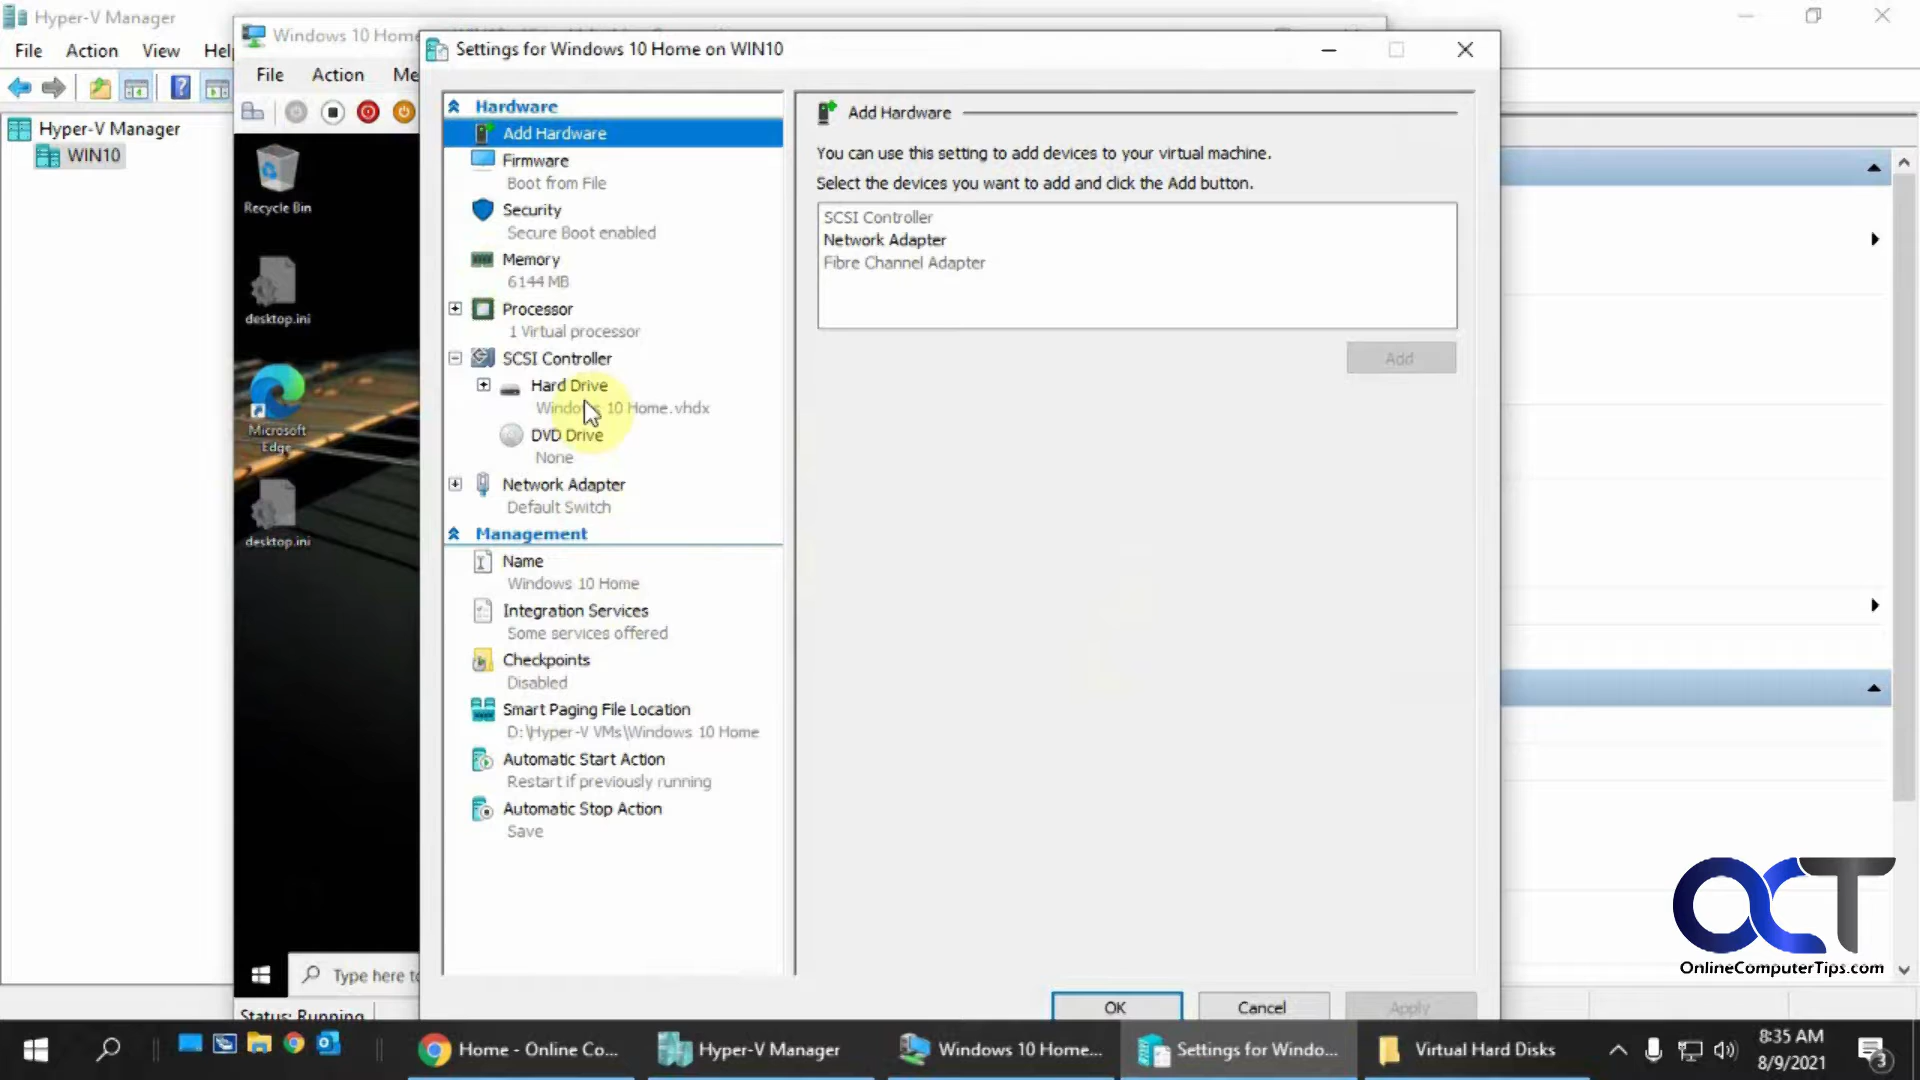 Hyper-V Manager
File Action View Hel
Hyper-V Manager
WIN10
Windows 10 Home
File Action Me
Recycle Bin
desktop.ini
Microsoft
Edge
desktop.ini
Type here to
Status: Running
Settings for Windows 10 Home on WIN10
Hardware
Add Hardware
Firmware
Boot from File
Security
Secure Boot enabled
Memory
6144 MB
Processor
1 Virtual processor
SCSI Controller
Hard Drive
Windows 10 Home.vhdx
DVD Drive
None
Network Adapter
Default Switch
Management
Name
Windows 10 Home
Integration Services
Some services offered
Checkpoints
Disabled
Smart Paging File Location
D:\Hyper-V VMs\Windows 10 Home
Automatic Start Action
Restart if previously running
Automatic Stop Action
Save
Add Hardware
You can use this setting to add devices to your virtual machine.
Select the devices you want to add and click the Add button.
SCSI Controller
Network Adapter
Fibre Channel Adapter
Add
OK Cancel Apply
OCT
OnlineComputerTips.com
Home - Online Co...
Hyper-V Manager
Windows 10 Home...
Settings for Windo...
Virtual Hard Disks
8:35 AM
8/9/2021
3